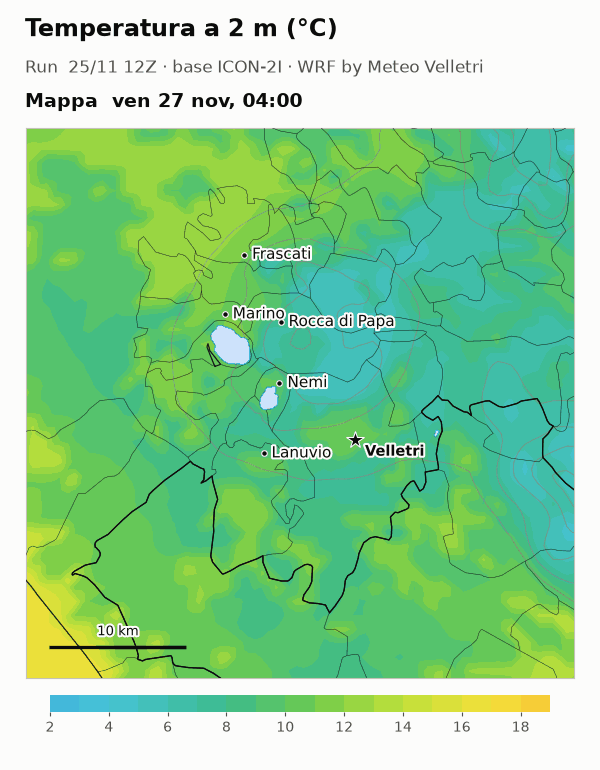 Temperatura a 2 m (°C)
Run  25/11 12Z · base ICON-2I · WRF by Meteo Velletri
Mappa  ven 27 nov, 04:00
Frascati
Marino
Rocca di Papa
Nemi
Velletri
Lanuvio
10 km
2 4 6 8 10 12 14 16 18